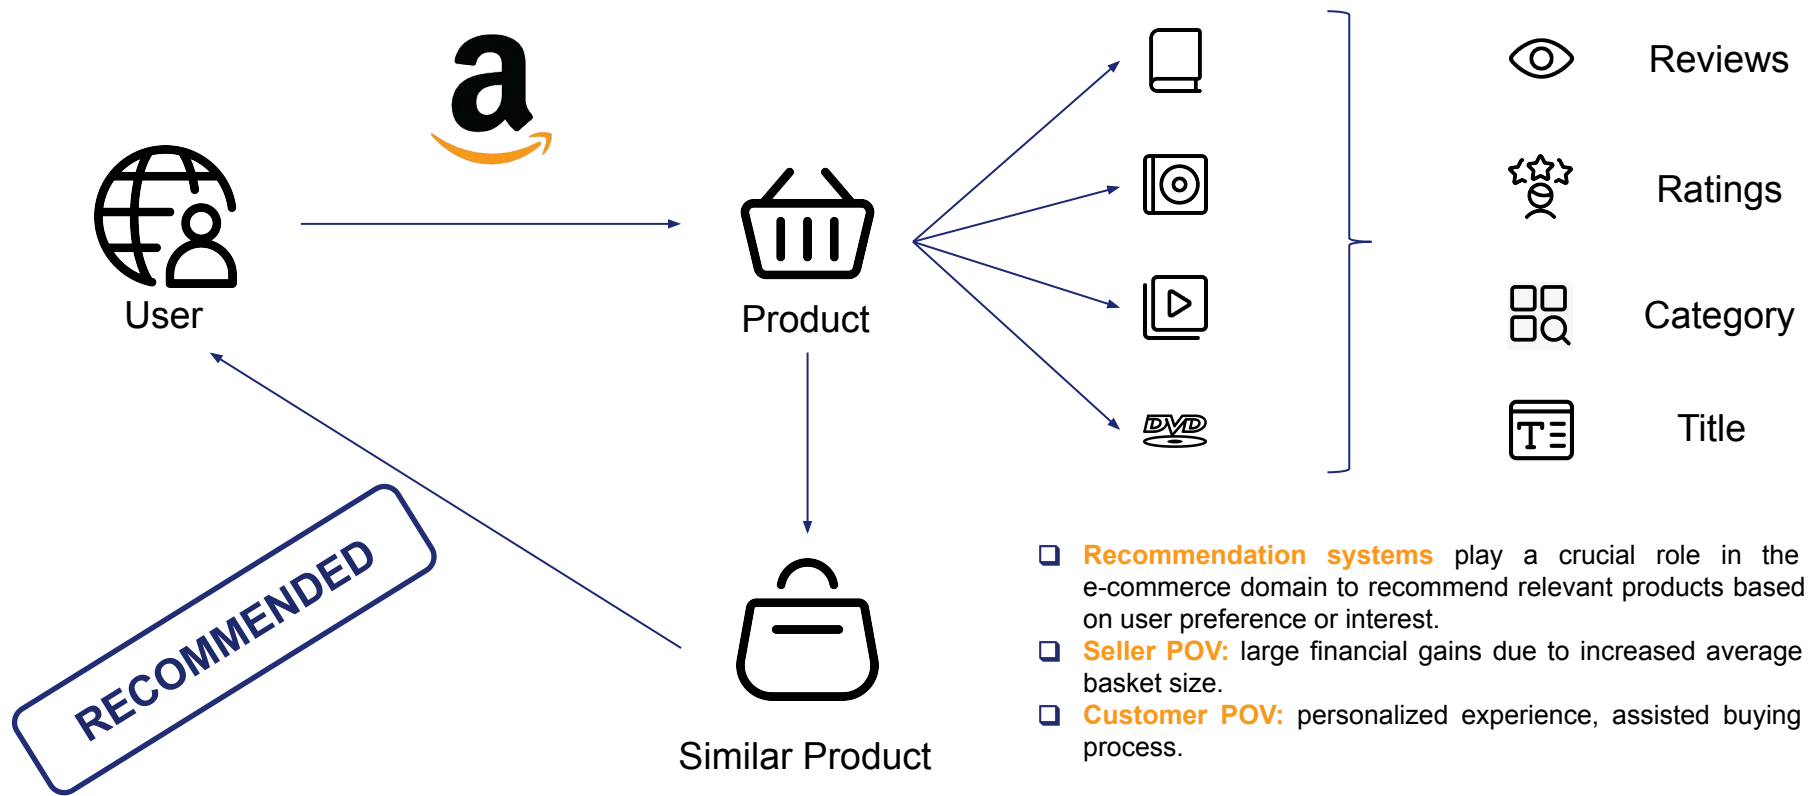 a
User
Product
DVD
Reviews
Ratings
Category
T
Title
RECOMMENDED
Similar Product
Recommendation systems play a crucial role in the
e-commerce domain to recommend relevant products based
on user preference or interest.
Seller POV: large financial gains due to increased average
basket size.
Customer POV: personalized experience, assisted buying
process.